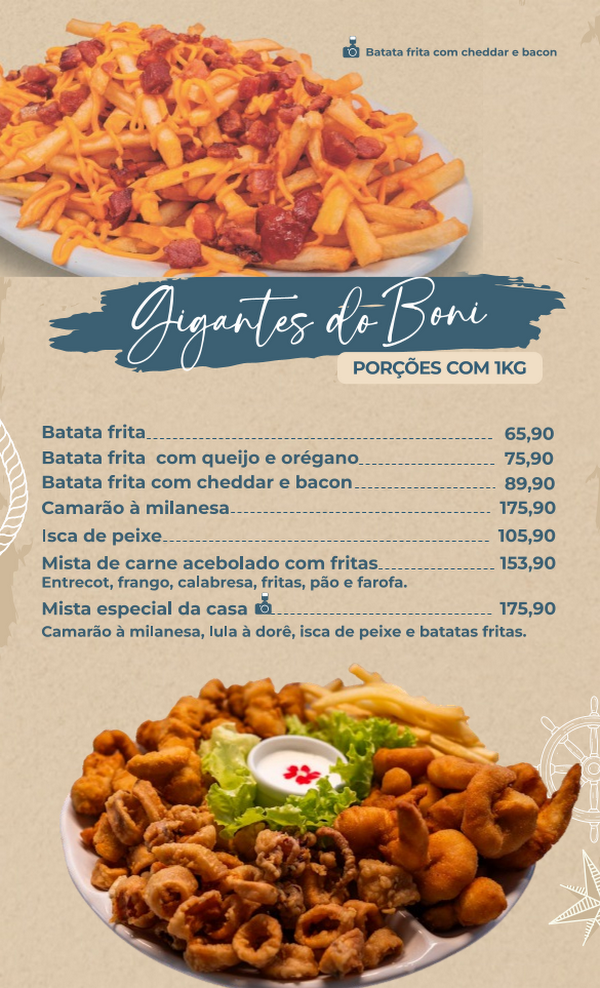 Batata frita com cheddar e bacon
Gigantes do Boni
PORÇÕES COM 1KG
Batata frita 65,90
Batata frita com queijo e orégano 75,90
Batata frita com cheddar e bacon 89,90
Camarão à milanesa 175,90
Isca de peixe 105,90
Mista de carne acebolado com fritas 153,90
Entrecot, frango, calabresa, fritas, pão e farofa.
Mista especial da casa 175,90
Camarão à milanesa, lula à dorê, isca de peixe e batatas fritas.